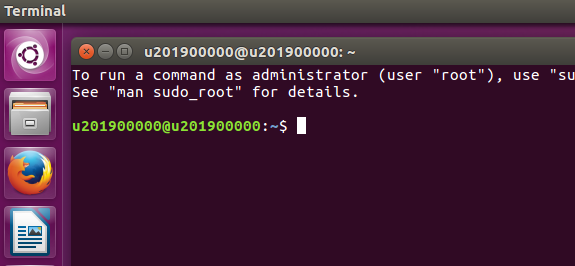 Terminal
u201900000@u201900000: ~
To run a command as administrator (user "root"), use "su
See "man sudo_root" for details.
u201900000@u201900000:~$